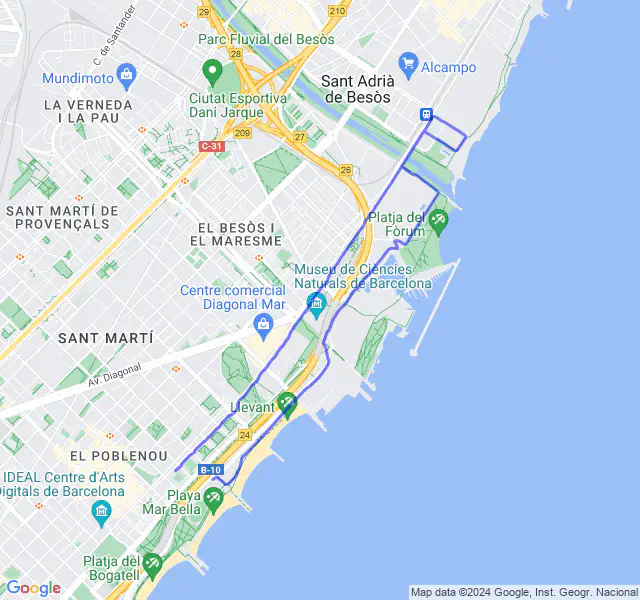 29
210
C. de Santander
Parc Fluvial del Besòs
28
Mundimoto
Sant Adrià
de Besòs
Alcampo
LA VERNEDA
I LA PAU
Ciutat Esportiva
Dani Jarque
209
27
C-31
26
SANT MARTÍ DE
PROVENÇALS
EL BESÒS I
EL MARESME
Platja del
Fòrum
Museu de Ciències
Naturals de Barcelona
Centre comercial
Diagonal Mar
SANT MARTÍ
Av. Diagonal
Llevant
24
EL POBLENOU
B-10
IDEAL Centre d'Arts
Digitals de Barcelona
Playa
Mar Bella
Platja del
Bogatell
Google
Map data ©2024 Google, Inst. Geogr. Nacional